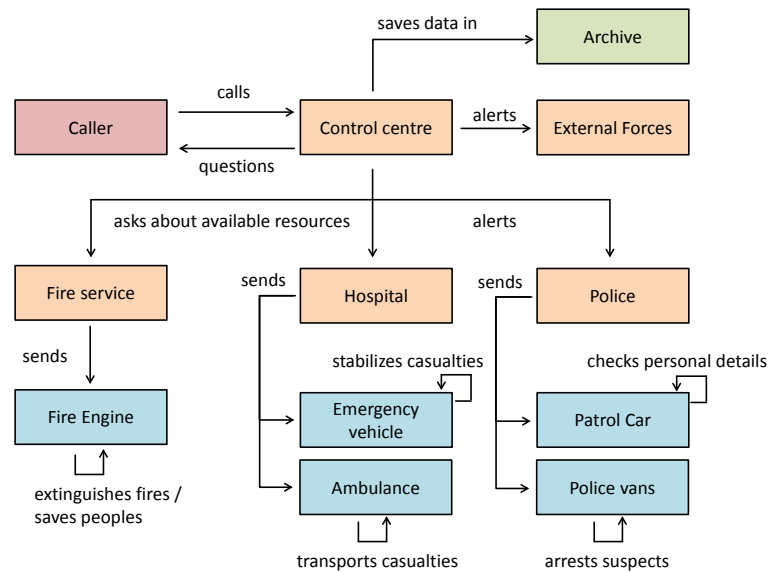 saves data in
Archive
calls
Caller
Control centre
alerts
External Forces
questions
asks about available resources
alerts
sends
sends
Fire service
Hospital
Police
sends
stabilizes casualties
checks personal details
Fire Engine
Emergency
vehicle
Patrol Car
extinguishes fires /
saves peoples
Ambulance
Police vans
transports casualties
arrests suspects